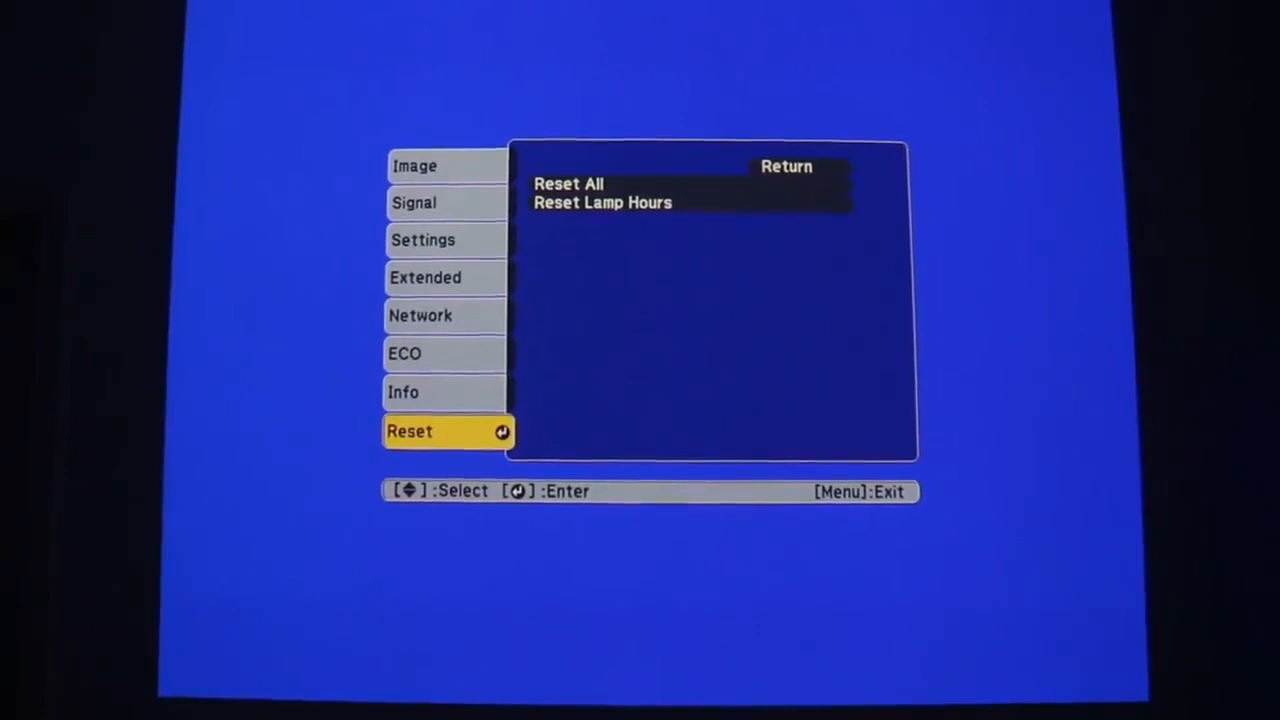 Image
Signal
Settings
Extended
Network
ECO
Info
Reset
Return
Reset All
Reset Lamp Hours
[ ] :Select [ ] :Enter
[Menu]:Exit